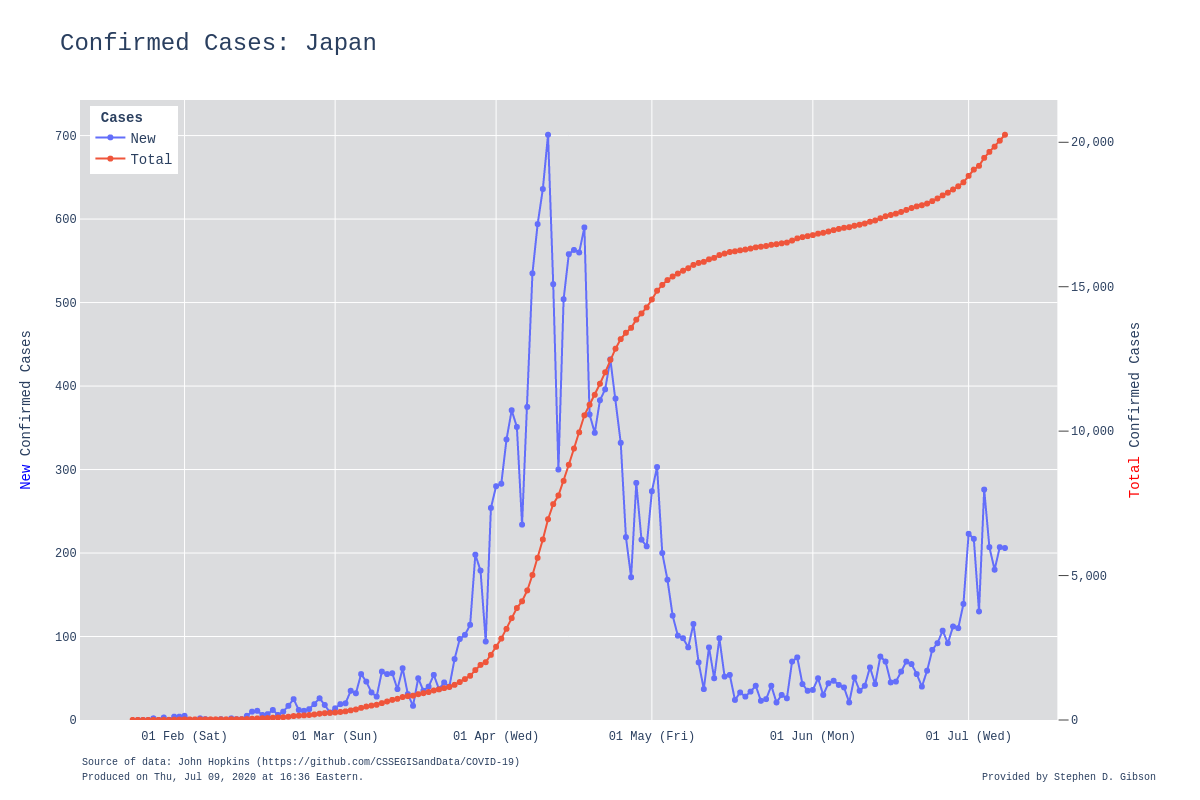 Confirmed Cases: Japan
Cases
New
Total
700
600
500
400
300
200
100
0
20,000
15,000
10,000
5,000
0
New Confirmed Cases
Total Confirmed Cases
01 Feb (Sat)
01 Mar (Sun)
01 Apr (Wed)
01 May (Fri)
01 Jun (Mon)
01 Jul (Wed)
Source of data: John Hopkins (https://github.com/CSSEGISandData/COVID-19)
Produced on Thu, Jul 09, 2020 at 16:36 Eastern.
Provided by Stephen D. Gibson